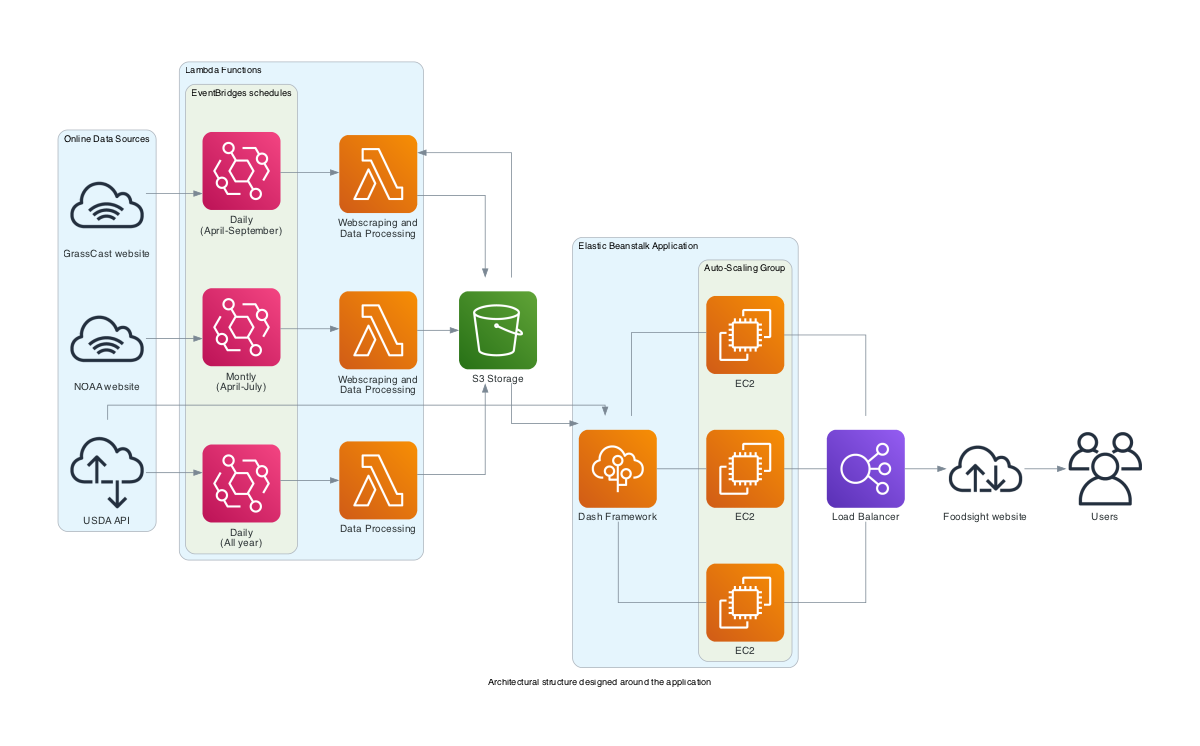 Lambda Functions
EventBridges schedules
Online Data Sources
GrassCast website
NOAA website
USDA API
Daily
(April-September)
Montly
(April-July)
Daily
(All year)
Webscraping and
Data Processing
Webscraping and
Data Processing
Data Processing
S3 Storage
Elastic Beanstalk Application
Auto-Scaling Group
Dash Framework
EC2
EC2
EC2
Load Balancer
Foodsight website
Users
Architectural structure designed around the application